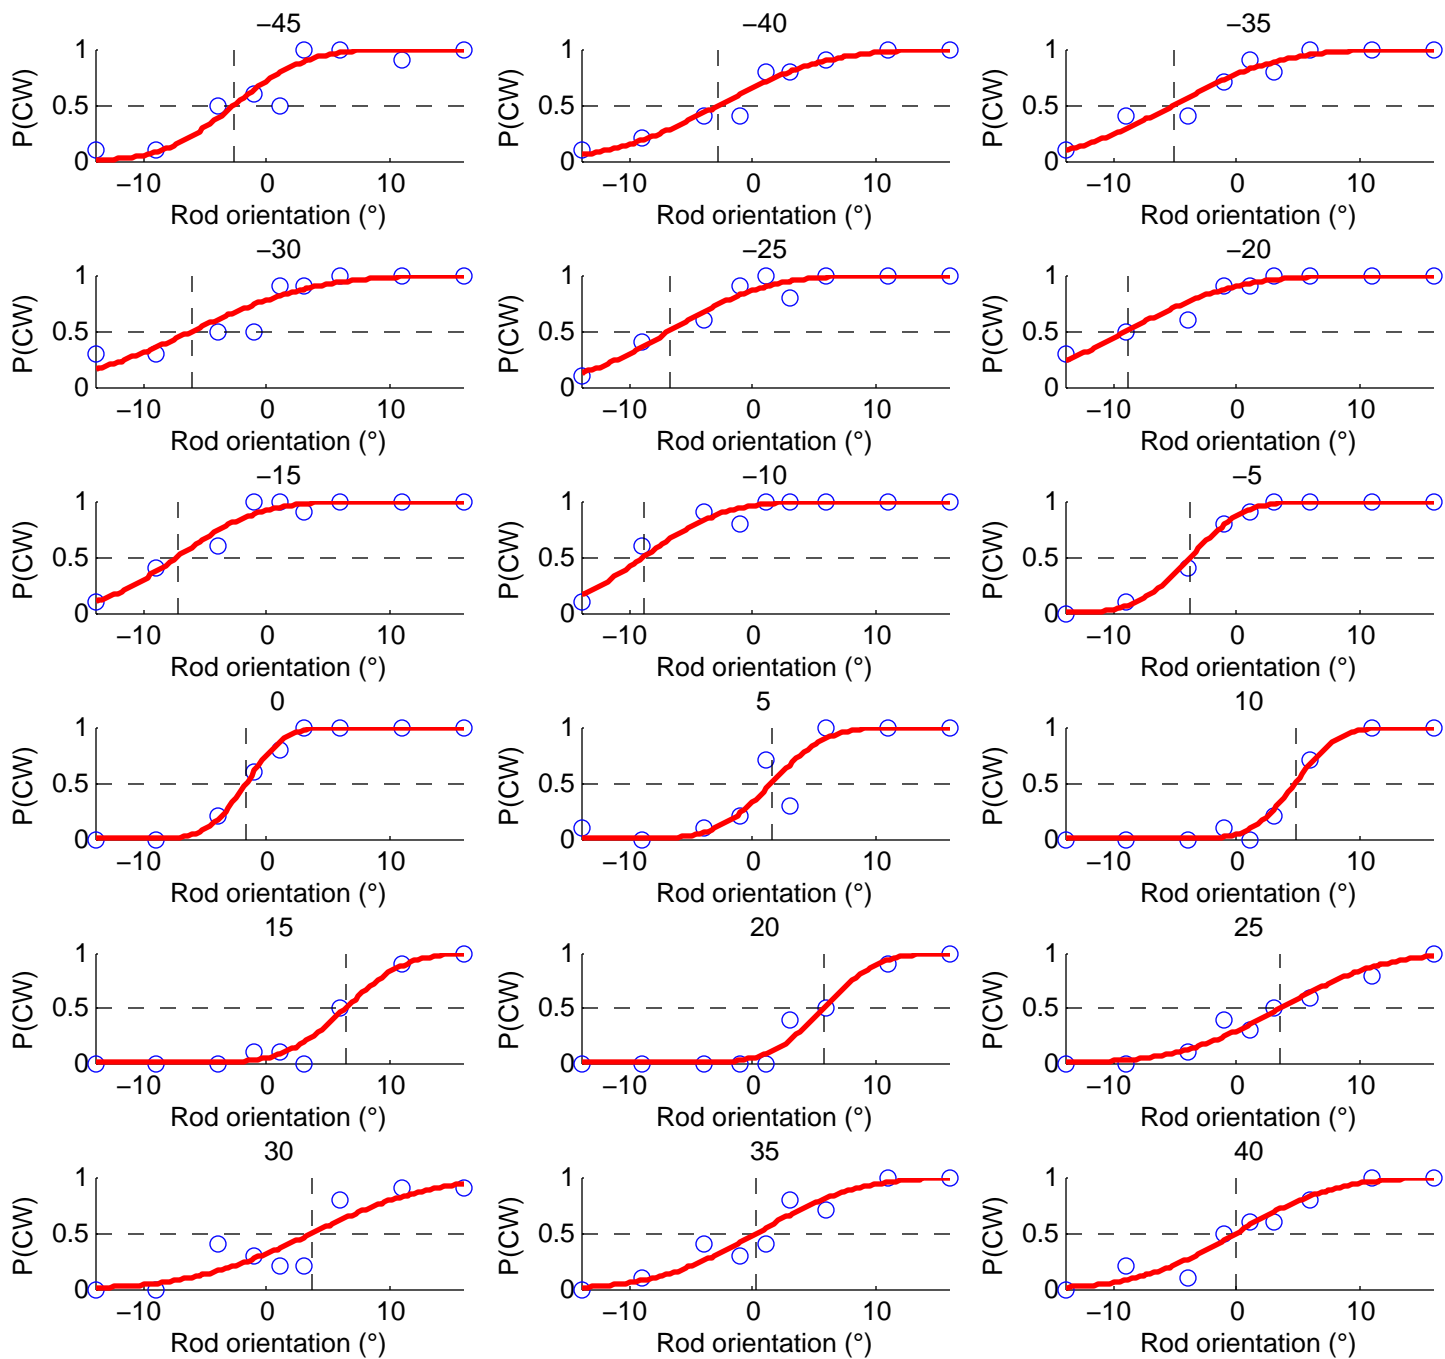 −45 −40 −35
P(CW) 1 0.5 0 P(CW) 1 0.5 0 P(CW) 1 0.5 0
−10 0 10 −10 0 10 −10 0 10
Rod orientation (°) Rod orientation (°) Rod orientation (°)
−30 −25 −20
P(CW) 1 0.5 0 P(CW) 1 0.5 0 P(CW) 1 0.5 0
−10 0 10 −10 0 10 −10 0 10
Rod orientation (°) Rod orientation (°) Rod orientation (°)
−15 −10 −5
P(CW) 1 0.5 0 P(CW) 1 0.5 0 P(CW) 1 0.5 0
−10 0 10 −10 0 10 −10 0 10
Rod orientation (°) Rod orientation (°) Rod orientation (°)
0 5 10
P(CW) 1 0.5 0 P(CW) 1 0.5 0 P(CW) 1 0.5 0
−10 0 10 −10 0 10 −10 0 10
Rod orientation (°) Rod orientation (°) Rod orientation (°)
15 20 25
P(CW) 1 0.5 0 P(CW) 1 0.5 0 P(CW) 1 0.5 0
−10 0 10 −10 0 10 −10 0 10
Rod orientation (°) Rod orientation (°) Rod orientation (°)
30 35 40
P(CW) 1 0.5 0 P(CW) 1 0.5 0 P(CW) 1 0.5 0
−10 0 10 −10 0 10 −10 0 10
Rod orientation (°) Rod orientation (°) Rod orientation (°)